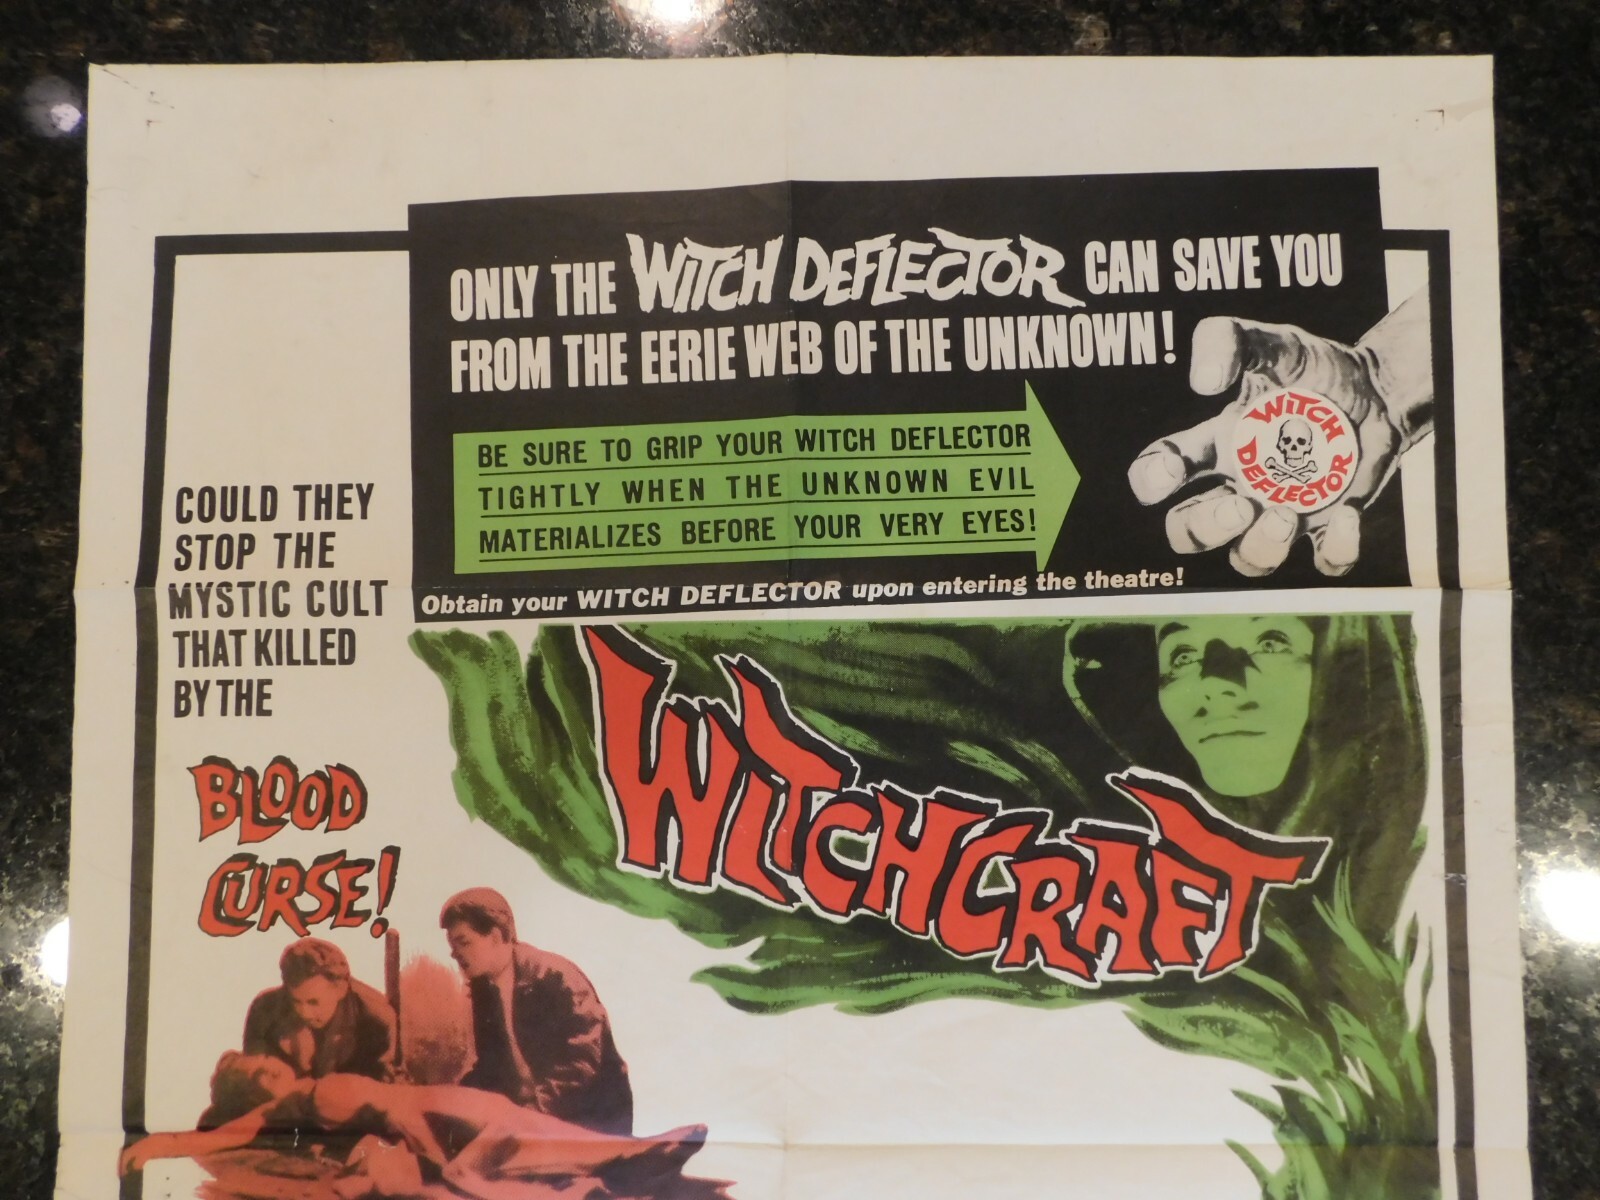 ONLY THE WITCH DEFLECTOR CAN SAVE YOU
FROM THE EERIE WEB OF THE UNKNOWN!
BE SURE TO GRIP YOUR WITCH DEFLECTOR
TIGHTLY WHEN THE UNKNOWN EVIL
MATERIALIZES BEFORE YOUR VERY EYES!
WITCH
DEFLECTOR
Obtain your WITCH DEFLECTOR upon entering the theatre!
COULD THEY
STOP THE
MYSTIC CULT
THAT KILLED
BY THE
BLOOD
CURSE!
WITCHCRAFT